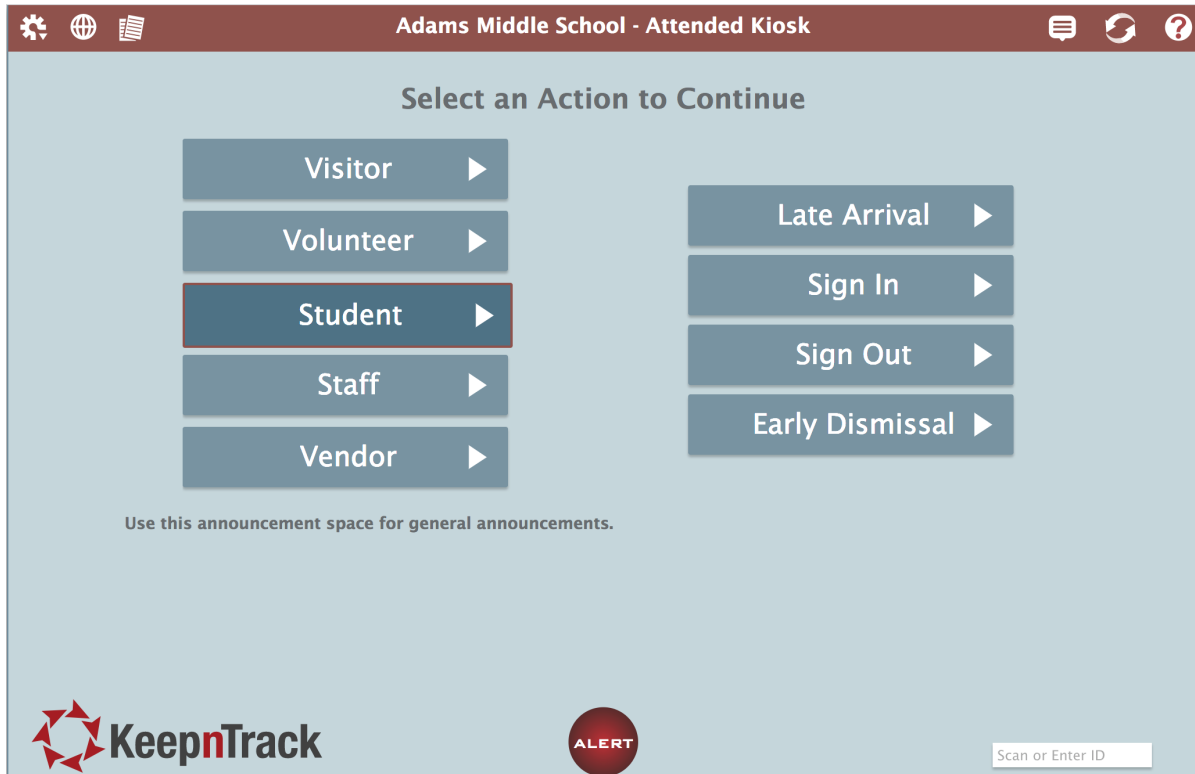 Adams Middle School - Attended Kiosk
Select an Action to Continue
Visitor
Volunteer
Student
Staff
Vendor
Late Arrival
Sign In
Sign Out
Early Dismissal
Use this announcement space for general announcements.
KeepnTrack
ALERT
Scan or Enter ID